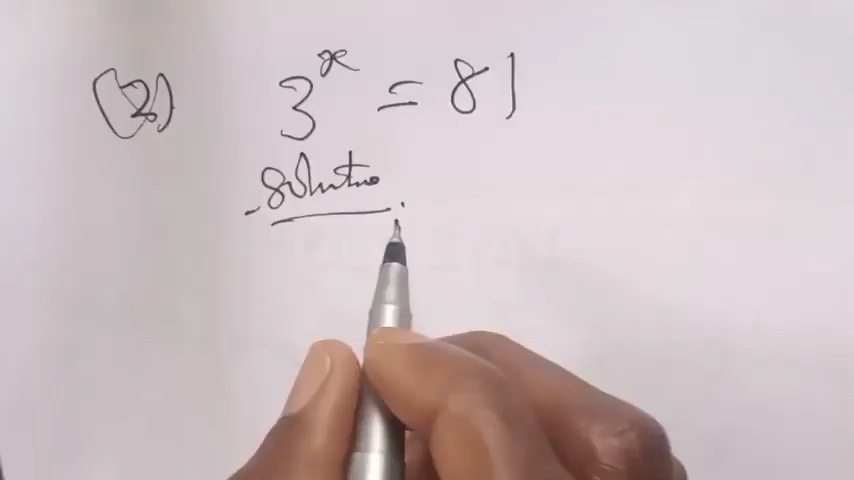 (2) 3^x = 81
Solution